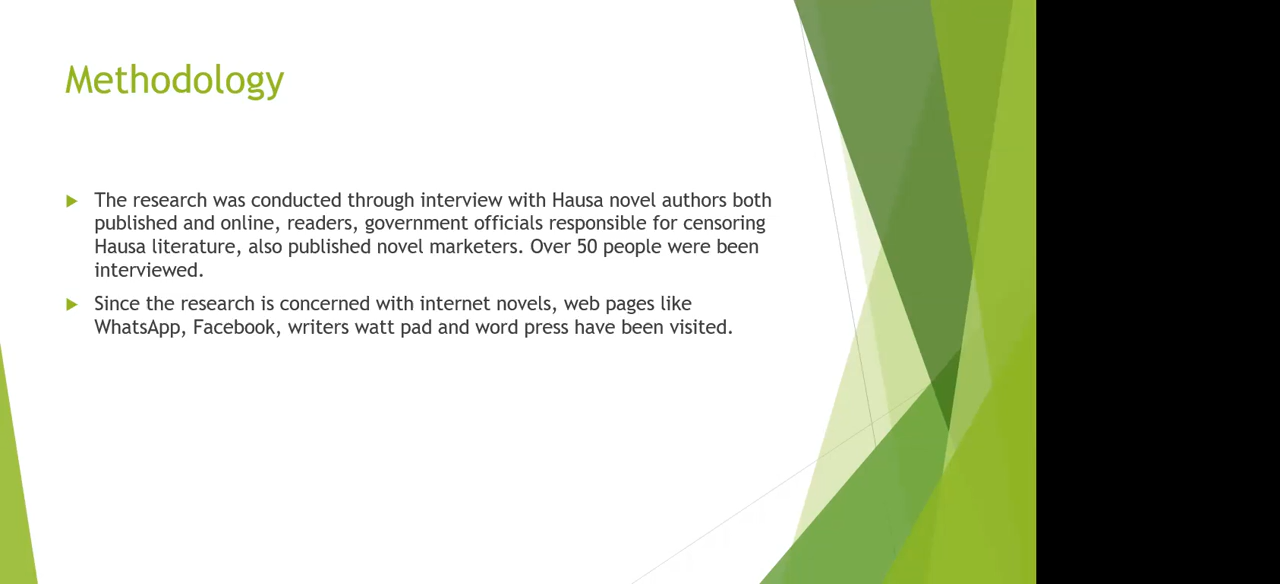 Methodology
The research was conducted through interview with Hausa novel authors both
published and online, readers, government officials responsible for censoring
Hausa literature, also published novel marketers. Over 50 people were been
interviewed.
Since the research is concerned with internet novels, web pages like
WhatsApp, Facebook, writers watt pad and word press have been visited.